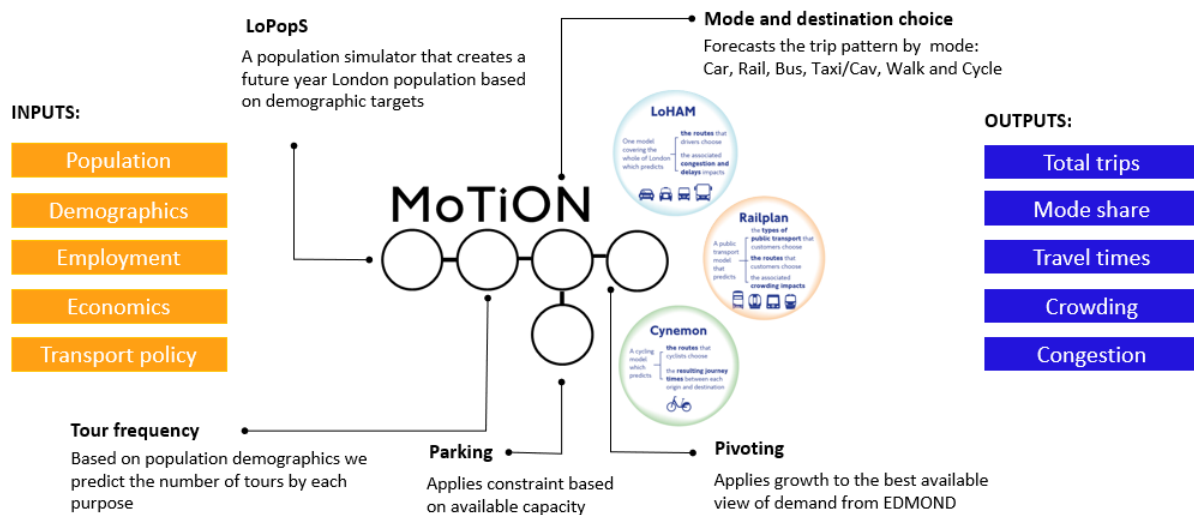 LoPopS
A population simulator that creates a
future year London population based
on demographic targets
Mode and destination choice
Forecasts the trip pattern by mode:
Car, Rail, Bus, Taxi/Cav, Walk and Cycle
INPUTS:
Population
Demographics
Employment
Economics
Transport policy
MoTiON
LoHAM
One model
covering the
whole of London
which predicts
the routes that
drivers choose
the associated
congestion and
delays impacts
Railplan
A public
transport
model
that
predicts
the types of
public transport that
customers choose
the routes that
customers choose
the associated
crowding impacts
Cynemon
A cycling
model
which
predicts
the routes that
cyclists choose
the resulting journey
times between each
origin and destination
OUTPUTS:
Total trips
Mode share
Travel times
Crowding
Congestion
Tour frequency
Based on population demographics we
predict the number of tours by each
purpose
Parking
Applies constraint based
on available capacity
Pivoting
Applies growth to the best available
view of demand from EDMOND